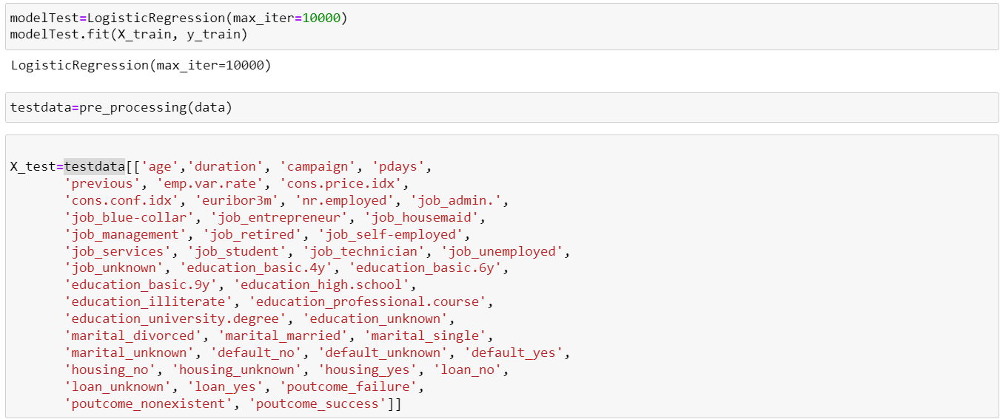 modelTest=LogisticRegression(max_iter=10000)
modelTest.fit(X_train, y_train)
LogisticRegression(max_iter=10000)
testdata=pre_processing(data)
X_test=testdata[['age','duration', 'campaign', 'pdays',
'previous', 'emp.var.rate', 'cons.price.idx',
'cons.conf.idx', 'euribor3m', 'nr.employed', 'job_admin.',
'job_blue-collar', 'job_entrepreneur', 'job_housemaid',
'job_management', 'job_retired', 'job_self-employed',
'job_services', 'job_student', 'job_technician', 'job_unemployed',
'job_unknown', 'education_basic.4y', 'education_basic.6y',
'education_basic.9y', 'education_high.school',
'education_illiterate', 'education_professional.course',
'education_university.degree', 'education_unknown',
'marital_divorced', 'marital_married', 'marital_single',
'marital_unknown', 'default_no', 'default_unknown', 'default_yes',
'housing_no', 'housing_unknown', 'housing_yes', 'loan_no',
'loan_unknown', 'loan_yes', 'poutcome_failure',
'poutcome_nonexistent', 'poutcome_success']]